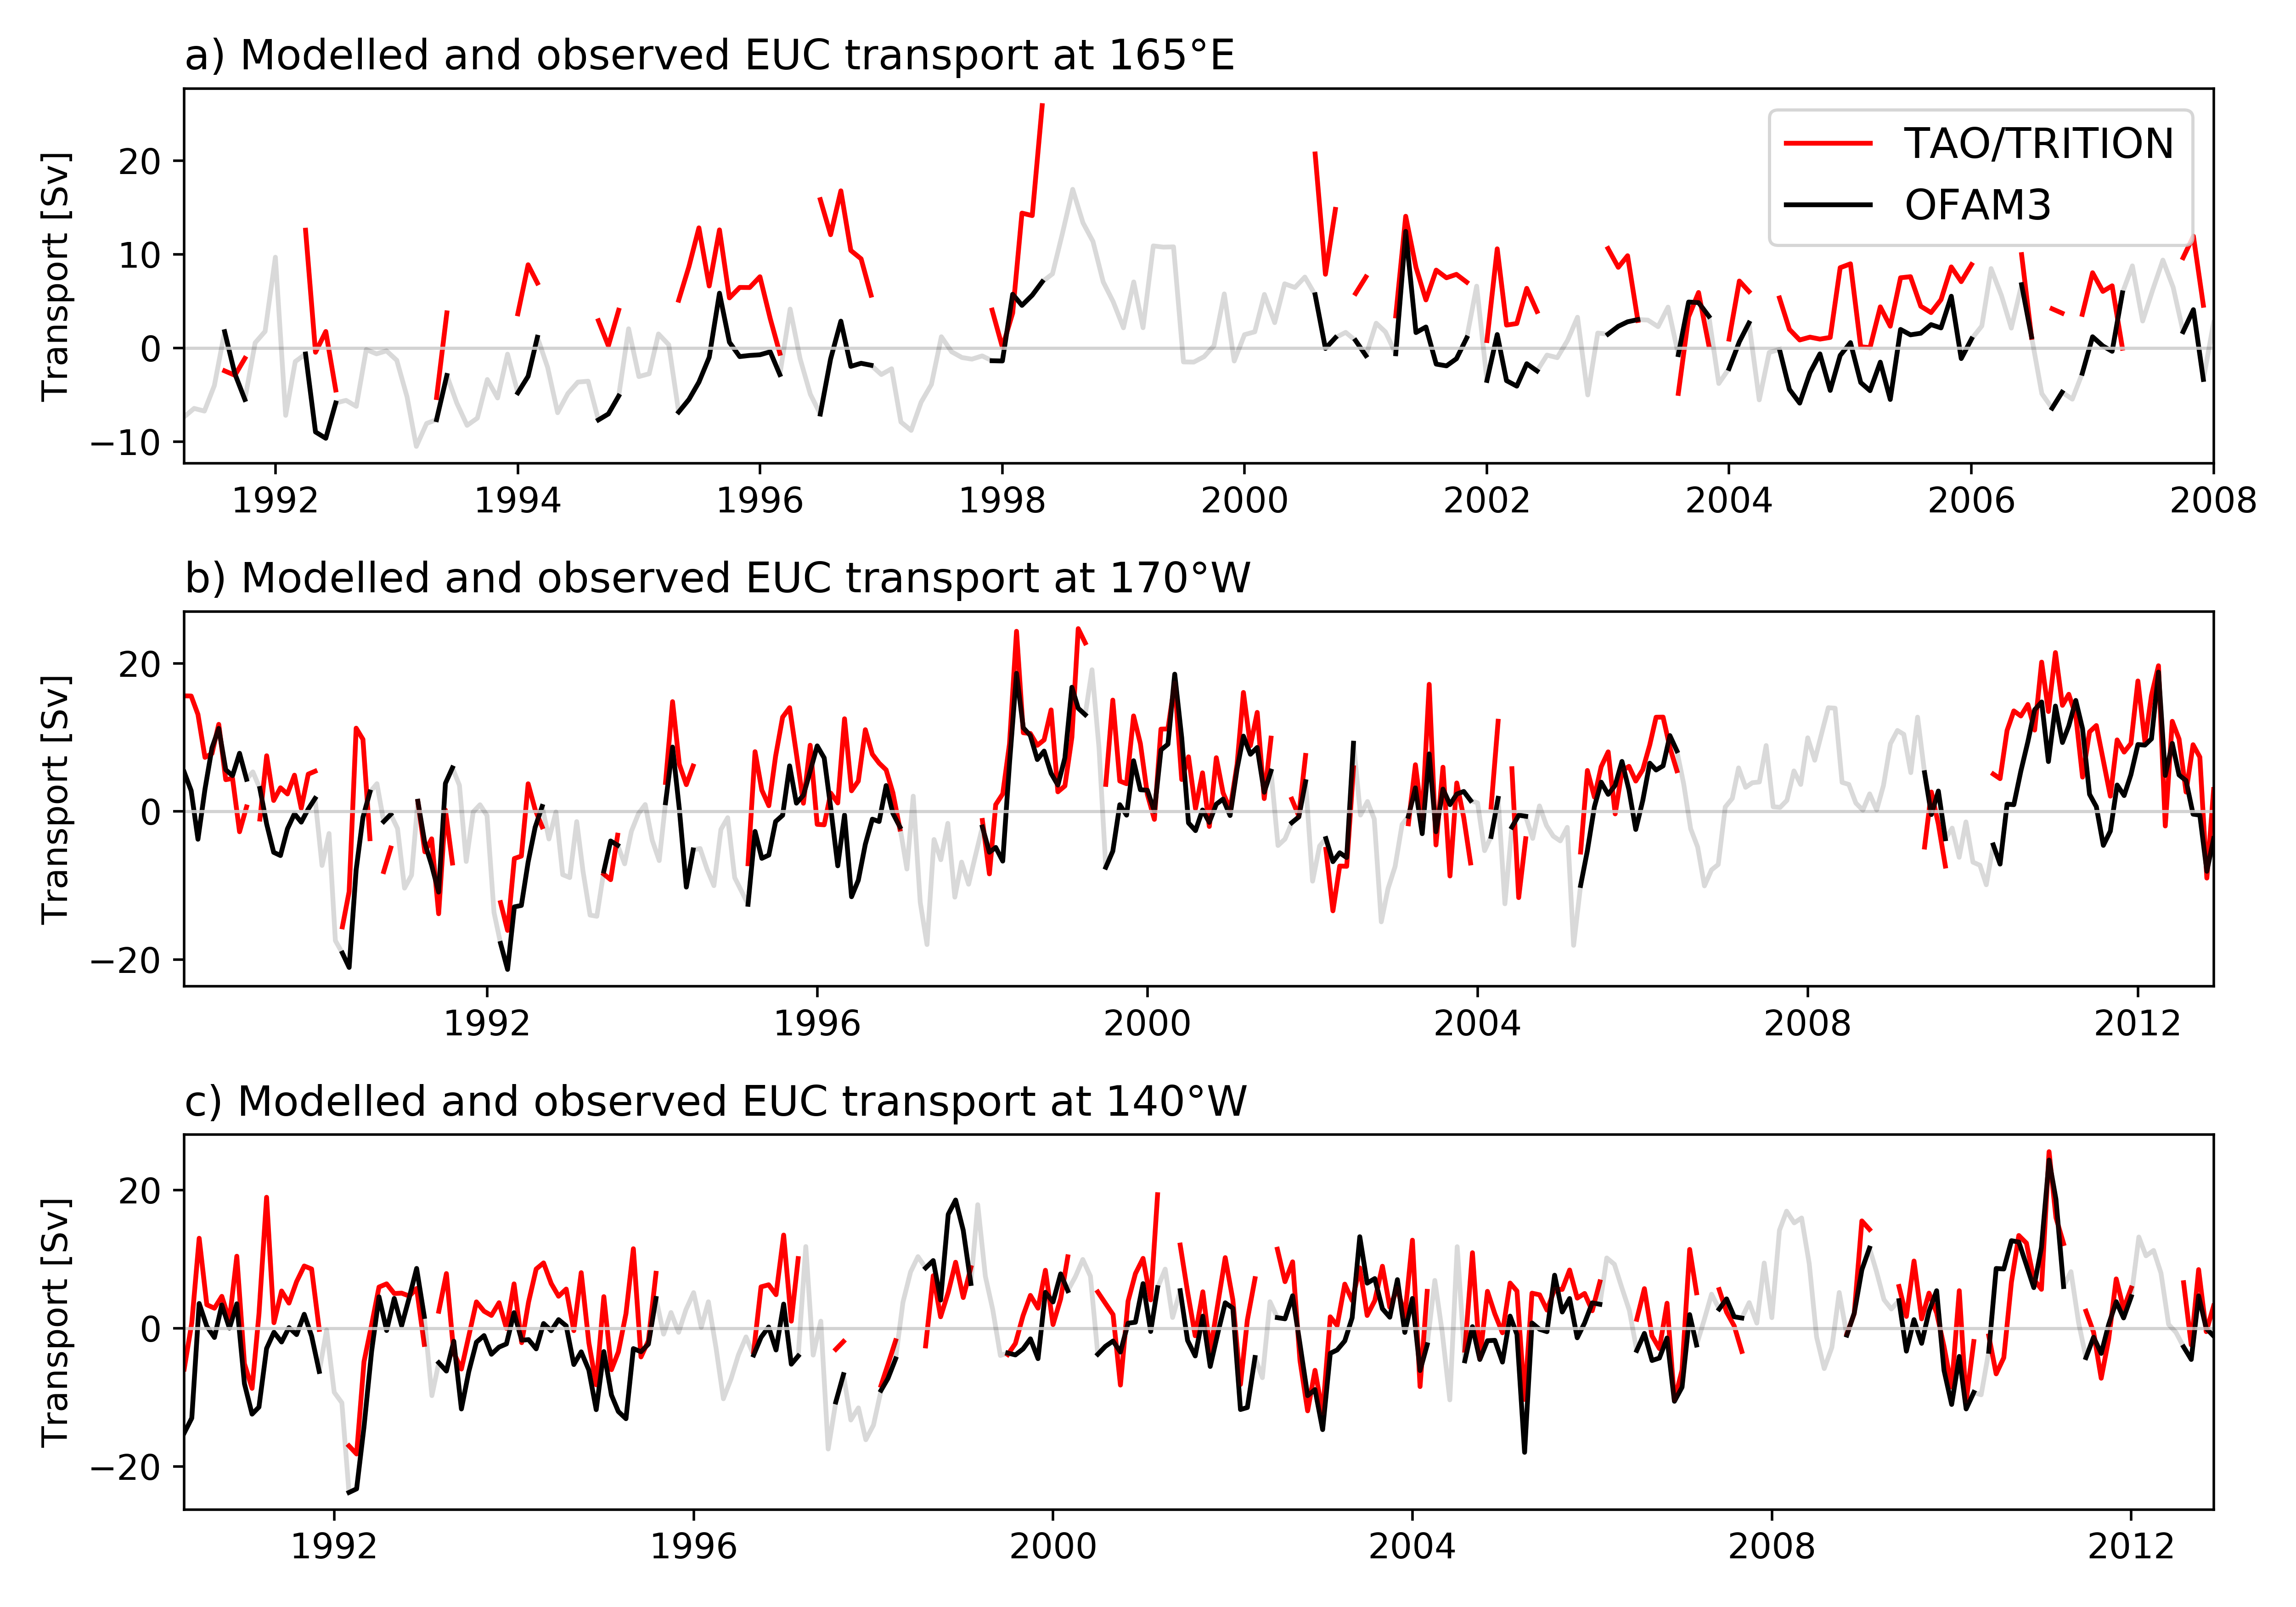 a) Modelled and observed EUC transport at 165°E
Transport [Sv]
20
10
0
−10
TAO/TRITION
OFAM3
1992 1994 1996 1998 2000 2002 2004 2006 2008
b) Modelled and observed EUC transport at 170°W
Transport [Sv]
20
0
−20
1992 1996 2000 2004 2008 2012
c) Modelled and observed EUC transport at 140°W
Transport [Sv]
20
0
−20
1992 1996 2000 2004 2008 2012